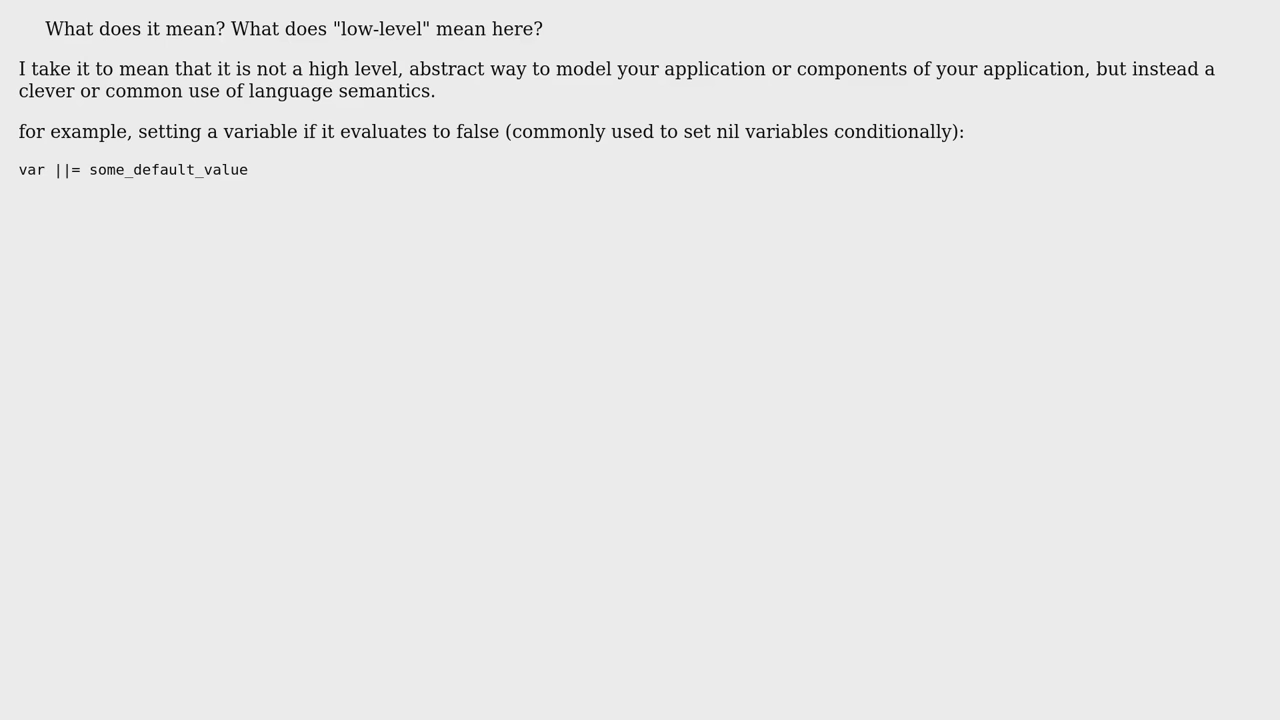 What does it mean? What does "low-level" mean here?
I take it to mean that it is not a high level, abstract way to model your application or components of your application, but instead a
clever or common use of language semantics.
for example, setting a variable if it evaluates to false (commonly used to set nil variables conditionally):
var ||= some_default_value